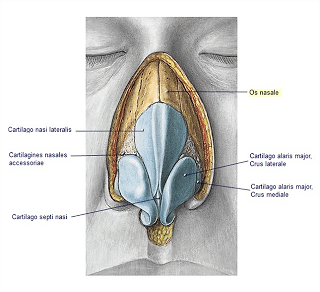 Os nasale
Cartilago nasi lateralis
Cartilagines nasales
accessoriae
Cartilago alaris major,
Crus laterale
Cartilago alaris major,
Crus mediale
Cartilago septi nasi